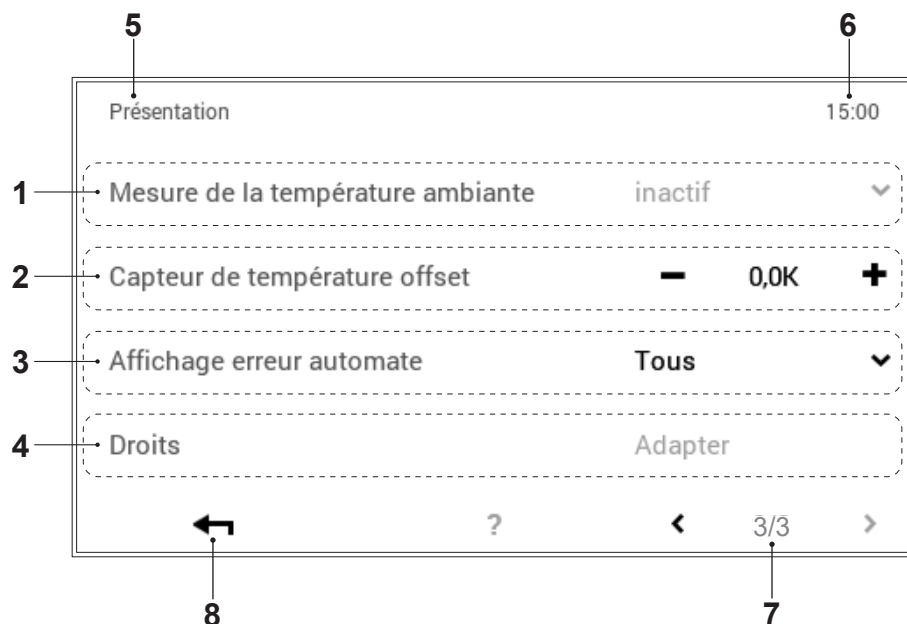 5 6
Présentation 15:00
1 Mesure de la température ambiante inactif
2 Capteur de température offset − 0,0K +
3 Affichage erreur automate Tous
4 Droits Adapter
? < 3/3 >
8 7